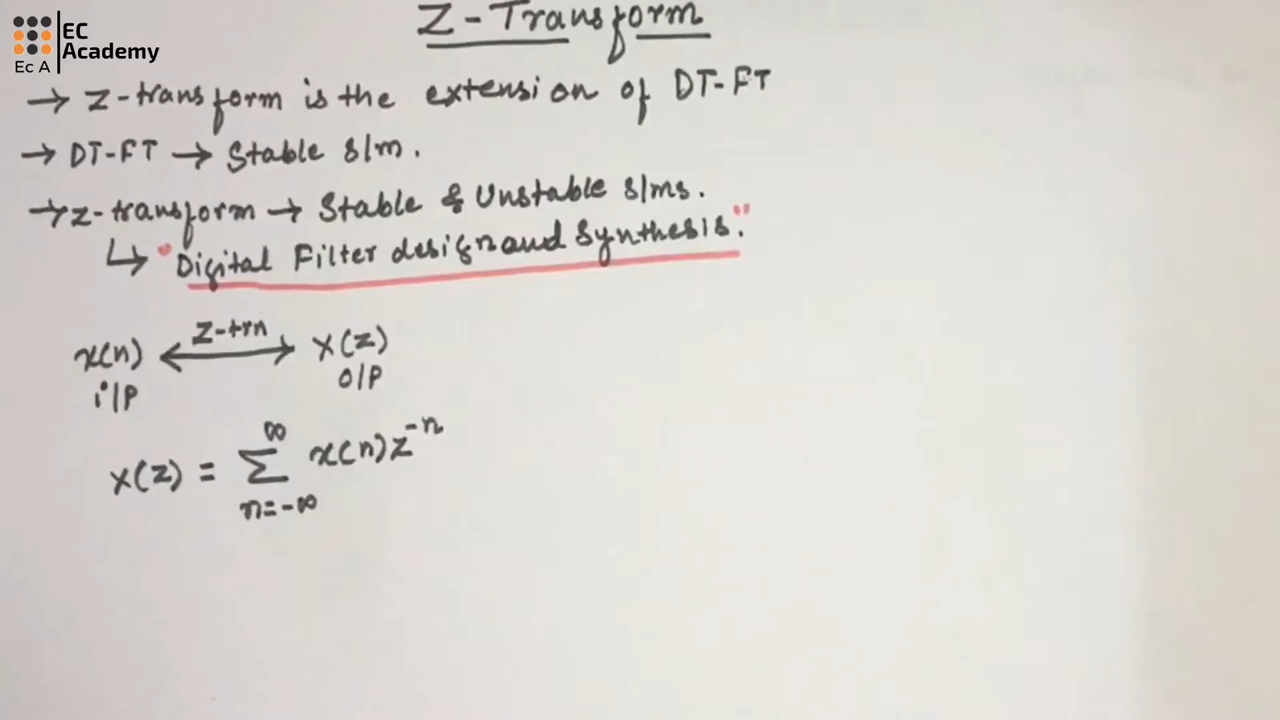 EC Academy
Ec A
Z-Transform
→ Z-transform is the extension of DT-FT
→ DT-FT → Stable s/m.
→ z-transform → Stable & Unstable s/ms.
↳ "Digital Filter design and Synthesis."
x(n) ⟷ Z-trn X(z)
i/P O/P
X(z) = ∑ x(n) z^-n
∞
n=-∞